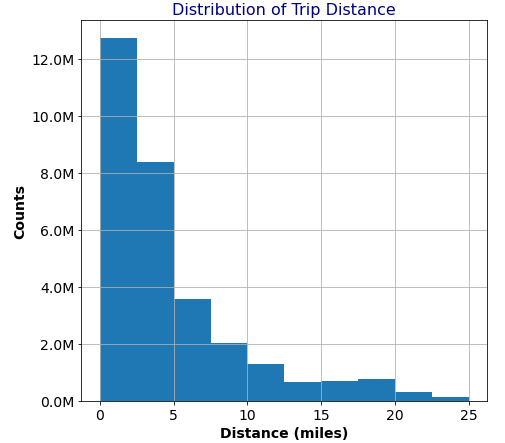 Distribution of Trip Distance
12.0M
10.0M
8.0M
6.0M
4.0M
2.0M
0.0M
Counts
0 5 10 15 20 25
Distance (miles)